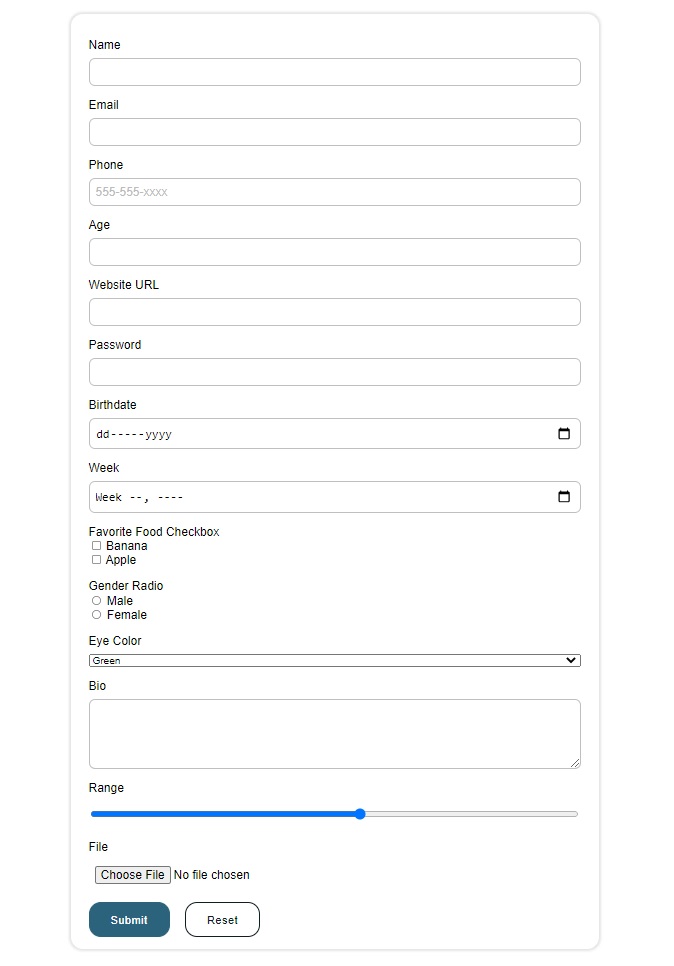 Name
Email
Phone
555-555-xxxx
Age
Website URL
Password
Birthdate
dd-----yyyy
Week
Week --, ----
Favorite Food Checkbox
Banana
Apple
Gender Radio
Male
Female
Eye Color
Green
Bio
Range
File
Choose File No file chosen
Submit Reset